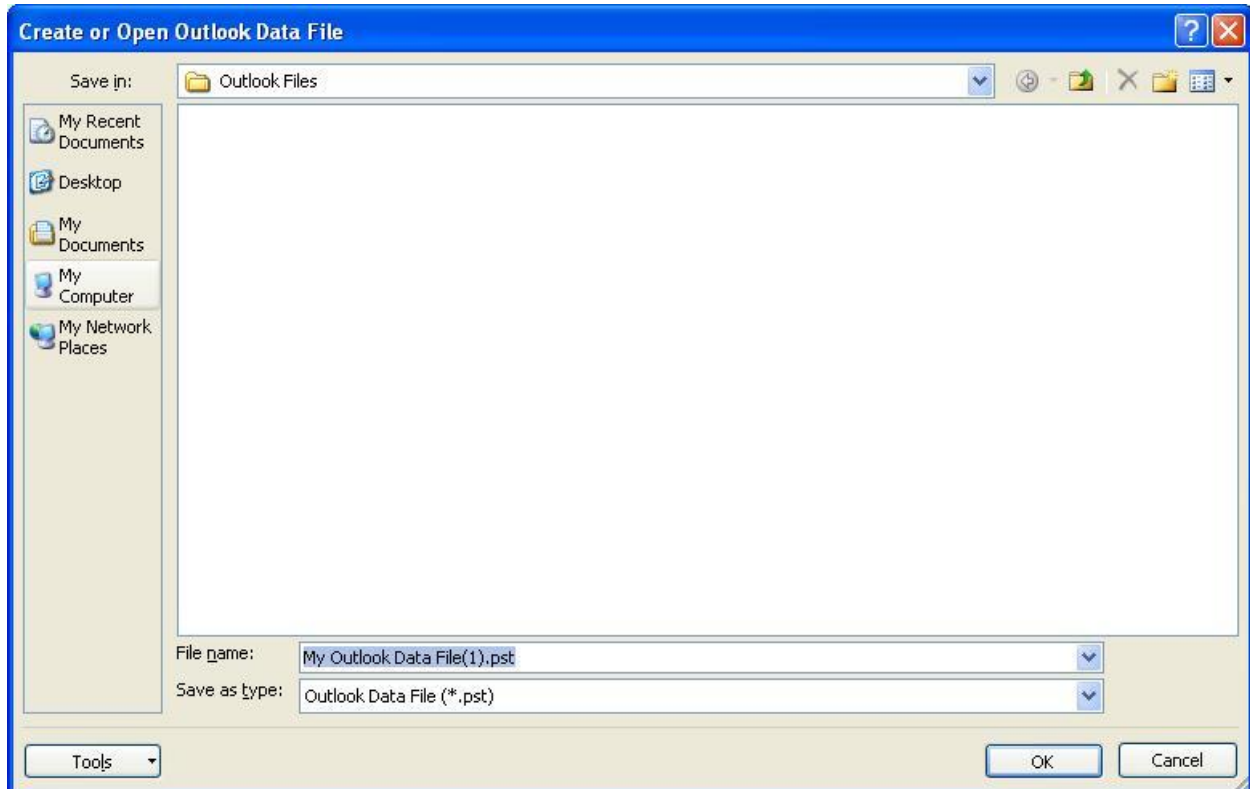 Create or Open Outlook Data File
Save in:
Outlook Files
My Recent
Documents
Desktop
My
Documents
My
Computer
My Network
Places
File name:
My Outlook Data File(1).pst
Save as type:
Outlook Data File (*.pst)
Tools
OK
Cancel